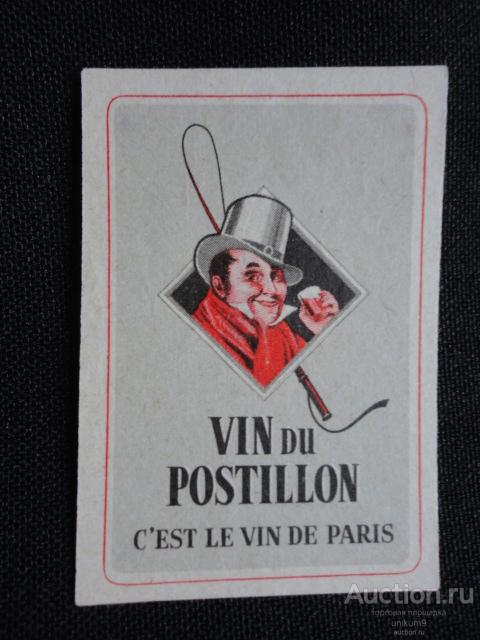 VIN DU
POSTILLON
C'EST LE VIN DE PARIS
Auction.ru
торговая площадка
unikum9
auction.ru